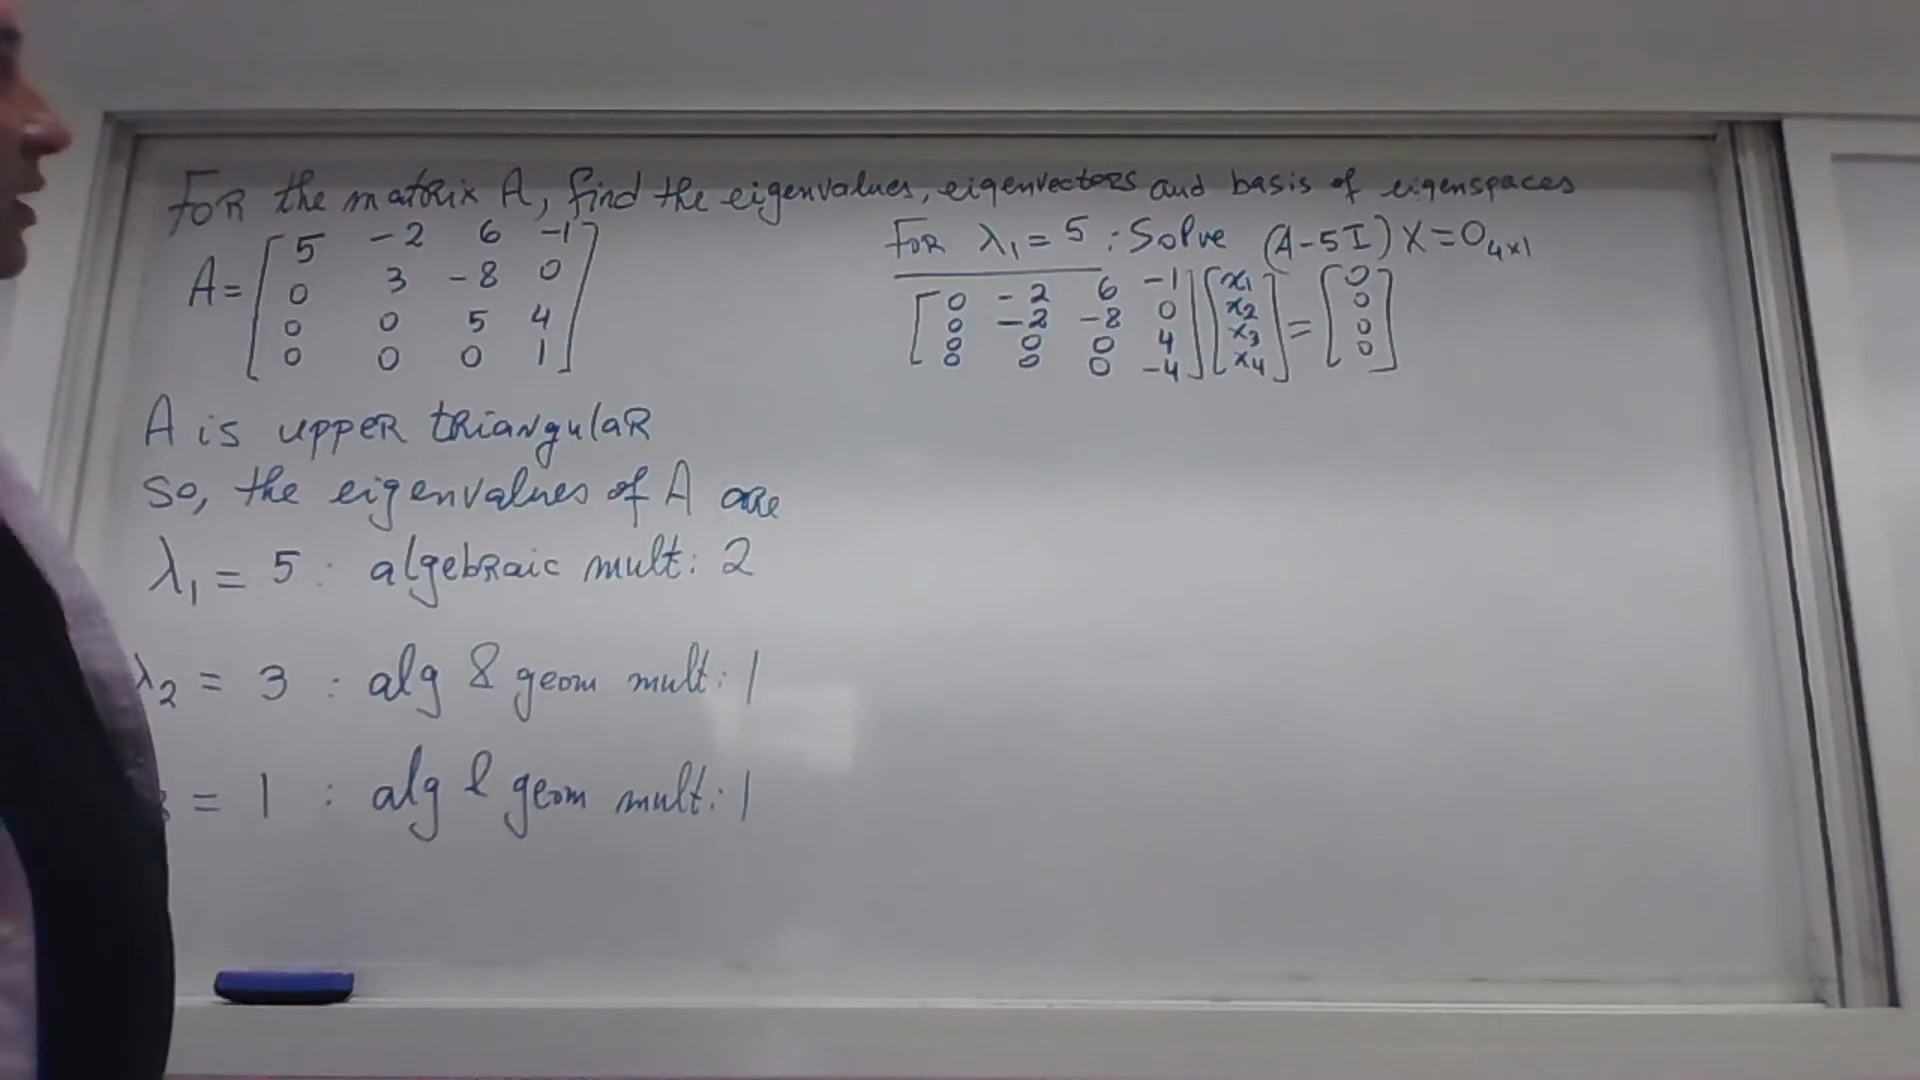 For the matrix A, find the eigenvalues, eigenvectors and basis of eigenspaces
A = [ 5 -2 6 -1
0 3 -8 0
0 0 5 4
0 0 0 1 ]
A is upper triangular
So, the eigenvalues of A are
λ₁ = 5 : algebraic mult: 2
λ₂ = 3 : alg & geom mult: 1
= 1 : alg & geom mult: 1
For λ₁ = 5 : Solve (A-5I)X = 0₄ₓ₁
[ 0 -2 6 -1 ] [ x₁ ] = [ 0 ]
[ 0 -2 -8 0 ] [ x₂ ] [ 0 ]
[ 0 0 0 4 ] [ x₃ ] [ 0 ]
[ 0 0 0 -4 ] [ x₄ ] [ 0 ]